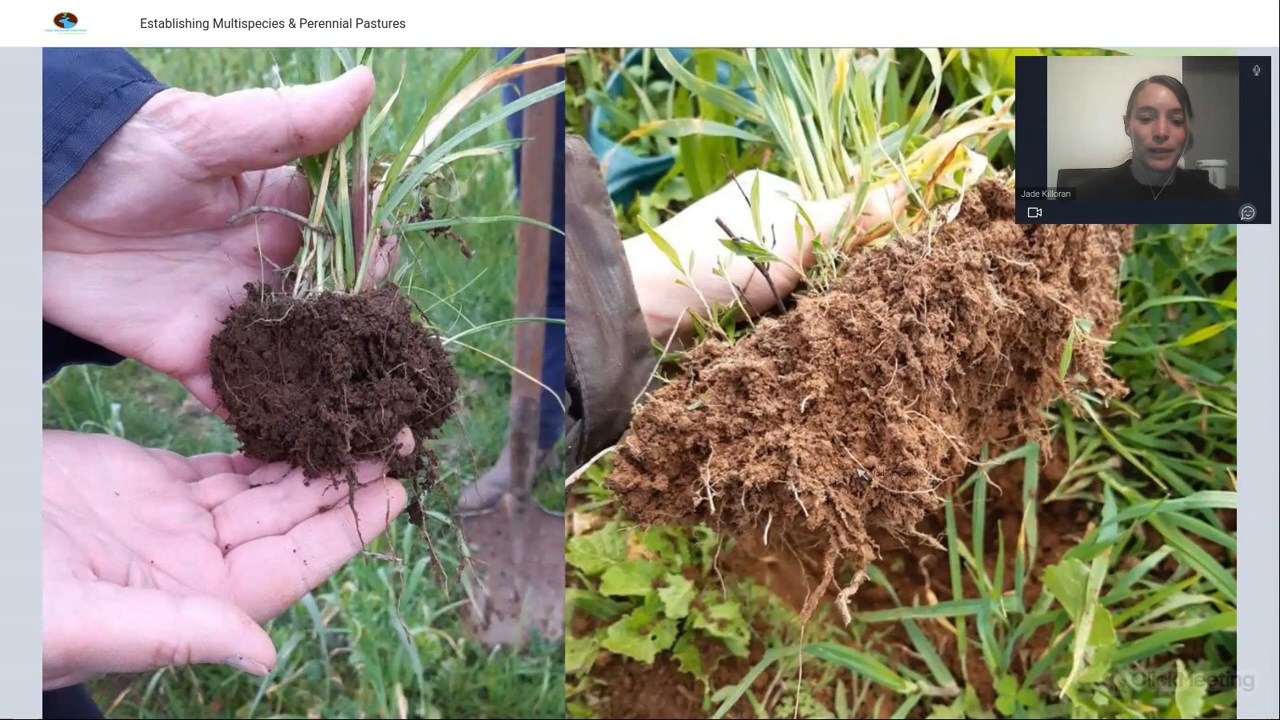 Establishing Multispecies & Perennial Pastures
Jade Killoran
ClickMeeting